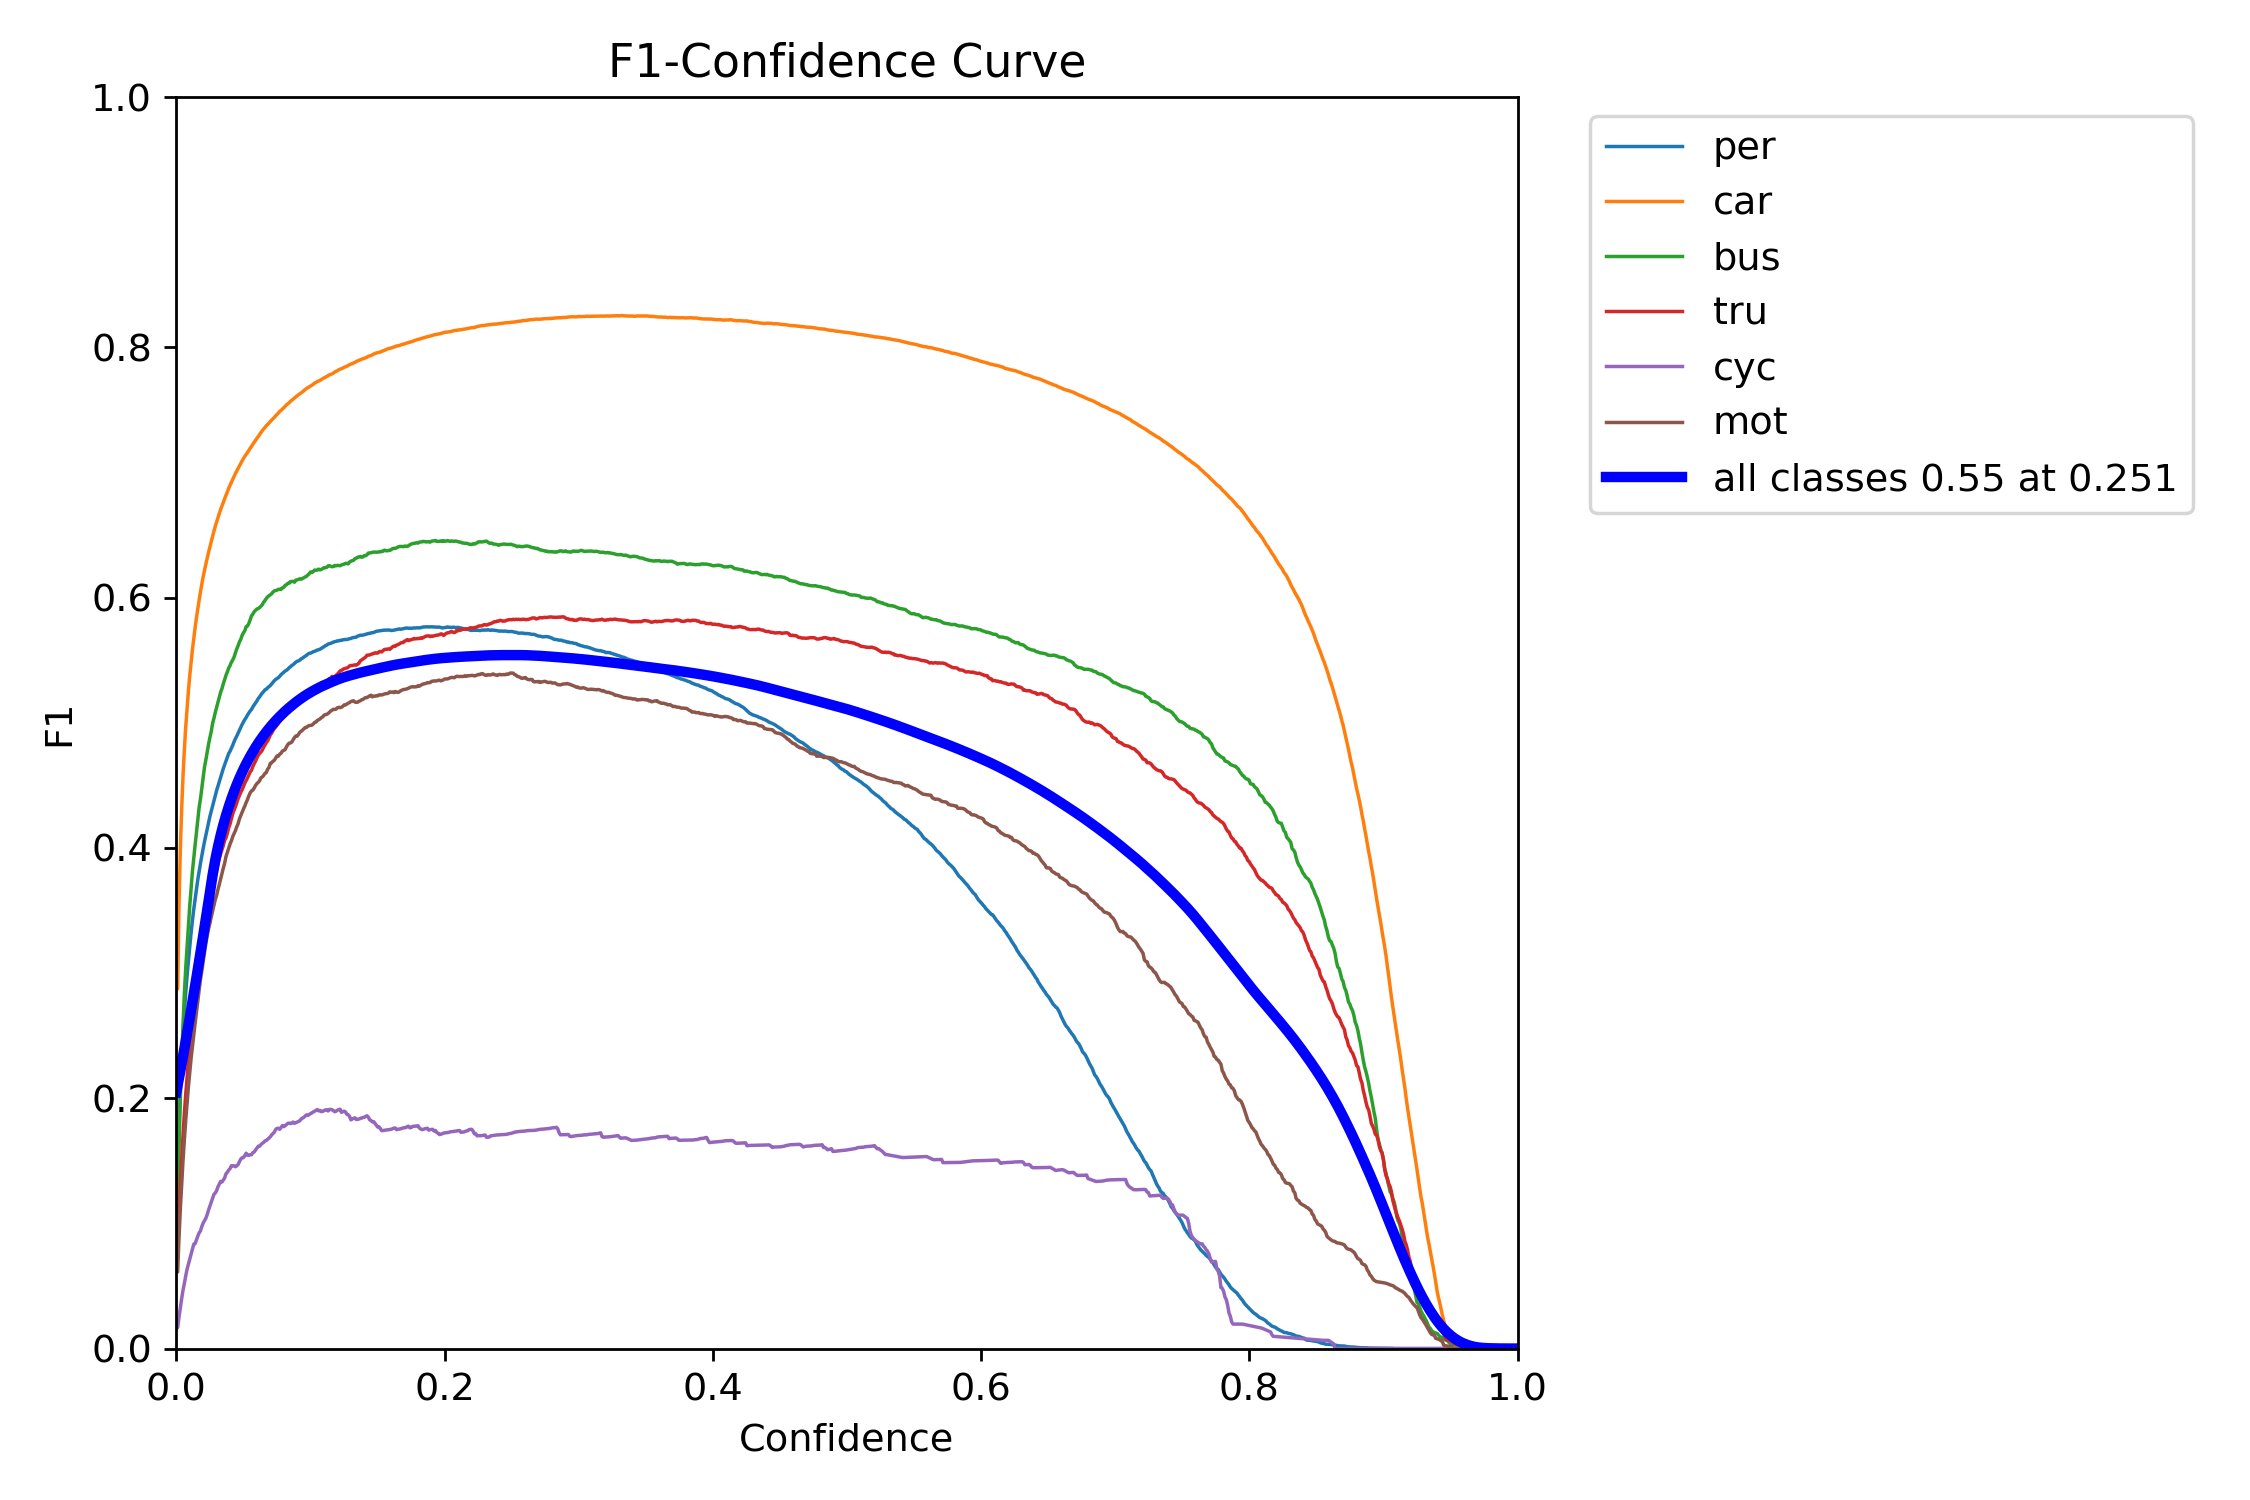 F1-Confidence Curve
1.0
0.8
0.6
0.4
0.2
0.0
F1
0.0 0.2 0.4 0.6 0.8 1.0
Confidence
per
car
bus
tru
cyc
mot
all classes 0.55 at 0.251